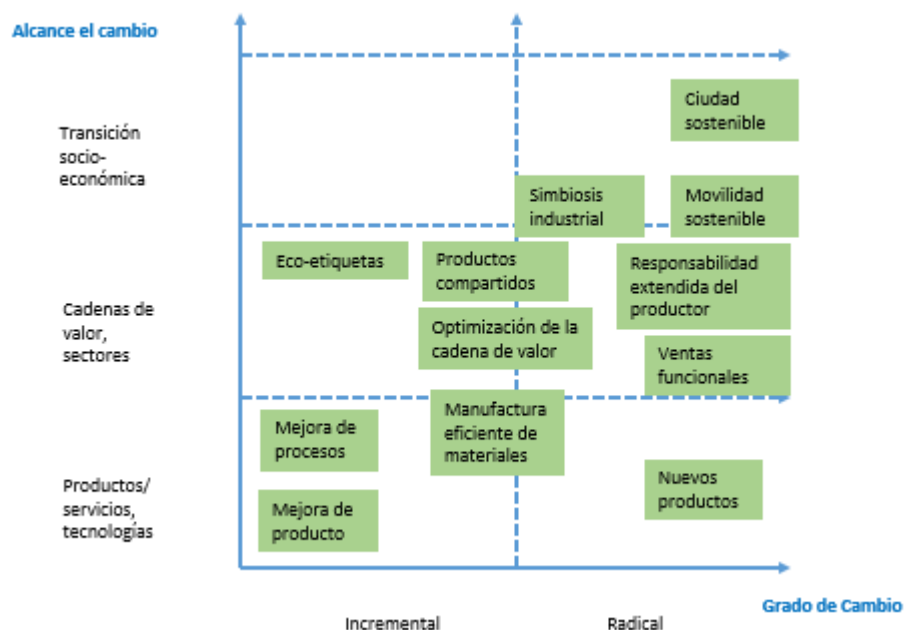 Alcance el cambio
Transición
socio-
económica
Ciudad
sostenible
Simbiosis
industrial
Movilidad
sostenible
Cadenas de
valor,
sectores
Eco-etiquetas
Productos
compartidos
Responsabilidad
extendida del
productor
Optimización de la
cadena de valor
Ventas
funcionales
Productos/
servicios,
tecnologías
Mejora de
procesos
Manufactura
eficiente de
materiales
Mejora de
producto
Nuevos
productos
Grado de Cambio
Incremental
Radical